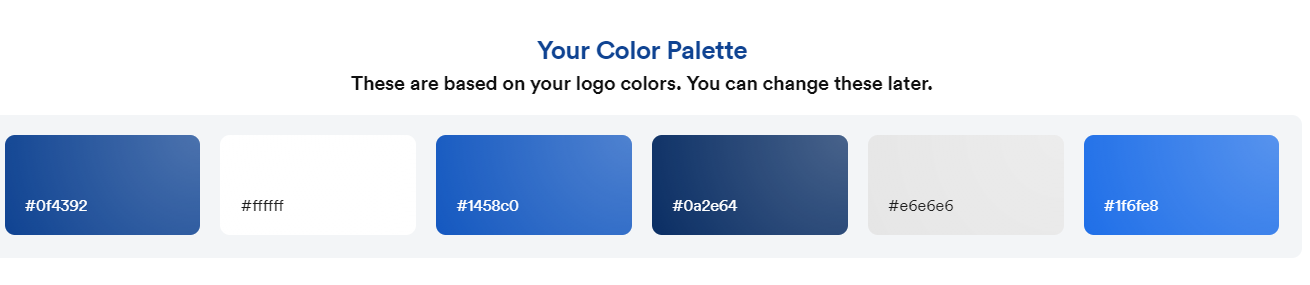 Your Color Palette
These are based on your logo colors. You can change these later.
#0f4392
#ffffff
#1458c0
#0a2e64
#e6e6e6
#1f6fe8